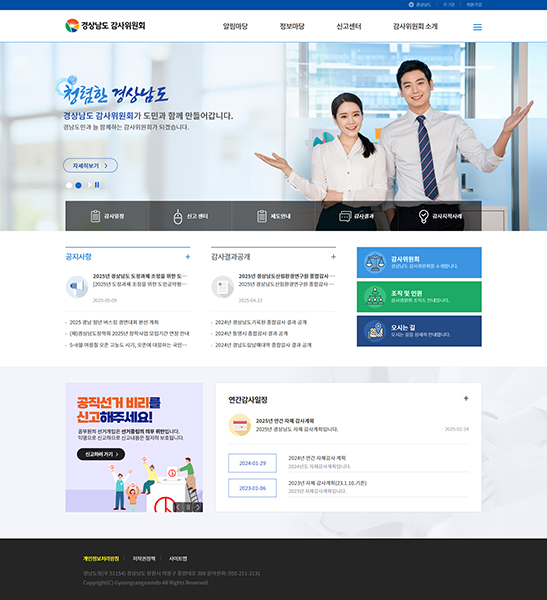 경상남도 로그인 회원가입
경상남도 감사위원회
알림마당 정보마당 신고센터 감사위원회 소개
청렴한 경상남도
경상남도 감사위원회가 도민과 함께 만들어갑니다.
경남도민과 늘 함께하는 감사위원회가 되겠습니다.
자세히보기 >
감사일정 신고 센터 제도안내 감사결과 감사지적사례
공지사항 +
2025년 경상남도 도정과제 조정을 위한 도...
[2025년 도정과제 조정을 위한 도민공약평...
2025-05-09
2025 경남 청년 버스킹 경연대회 본선 개최
(재)경상남도장학회 2025년 장학사업 모집기간 연장 안내
5~8월 여름철 오존 고농도 시기, 오존에 대응하는 국민...
감사결과공개 +
2025년 경상남도산림환경연구원 종합감사 ...
2025년 경상남도산림환경연구원 종합감사 ...
2025-04-22
2024년 경상남도기록원 종합감사 결과 공개
2024년 통영시 종합감사 결과 공개
2024년 경남도립남해대학 종합감사 결과 공개
감사위원회
경상남도 감사위원회를 소개합니다.
조직 및 인원
감사위원회 조직도 안내입니다.
오시는 길
오시는 길을 상세히 안내합니다.
공직선거 비리를
신고해주세요!
공무원의 선거개입은 선거중립의 의무 위반입니다.
익명으로 신고하므로 신고내용은 철저히 보호됩니다.
신고하러 가기 >
연간감사일정 +
2025년 연간 자체 감사계획
2025년 경상남도 자체 감사계획입니다.
2025-02-24
2024-01-29
2024년 연간 자체감사 계획
2024년도 자체감사계획입니다.
2023-01-06
2023년 자체 감사계획(23.1.10.기준)
2023년 자체감사계획입니다.
개인정보처리방침 저작권정책 사이트맵
경상남도청(우 51154) 경상남도 창원시 의창구 중앙대로 300 문의전화: 055-211-2131
Copyright(C) Gyeongsangnamdo All Rights Reserved.